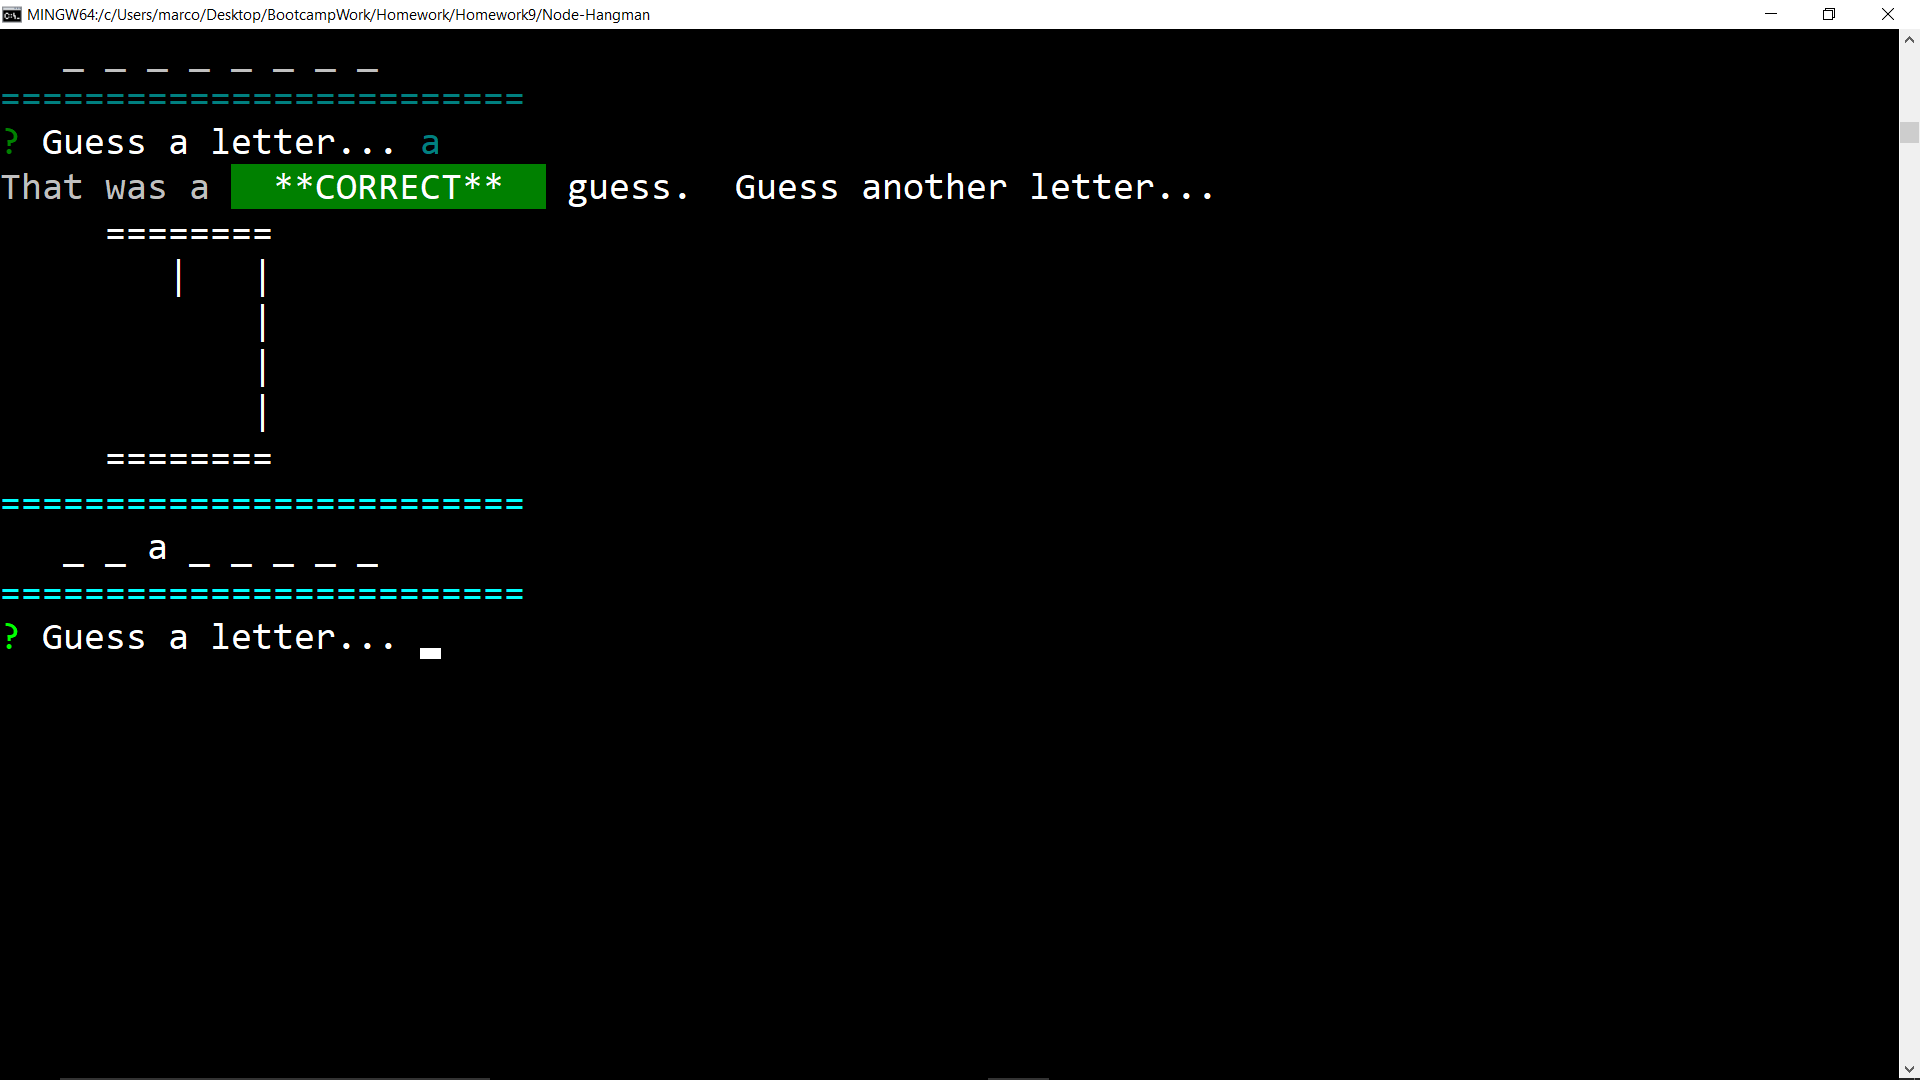 MINGW64:/c/Users/marco/Desktop/BootcampWork/Homework/Homework9/Node-Hangman
_ _ _ _ _ _ _ _
=========================
? Guess a letter... a
That was a **CORRECT** guess.  Guess another letter...
========
|   |
|
|
|
========
=========================
_ _ a _ _ _ _ _
=========================
? Guess a letter...